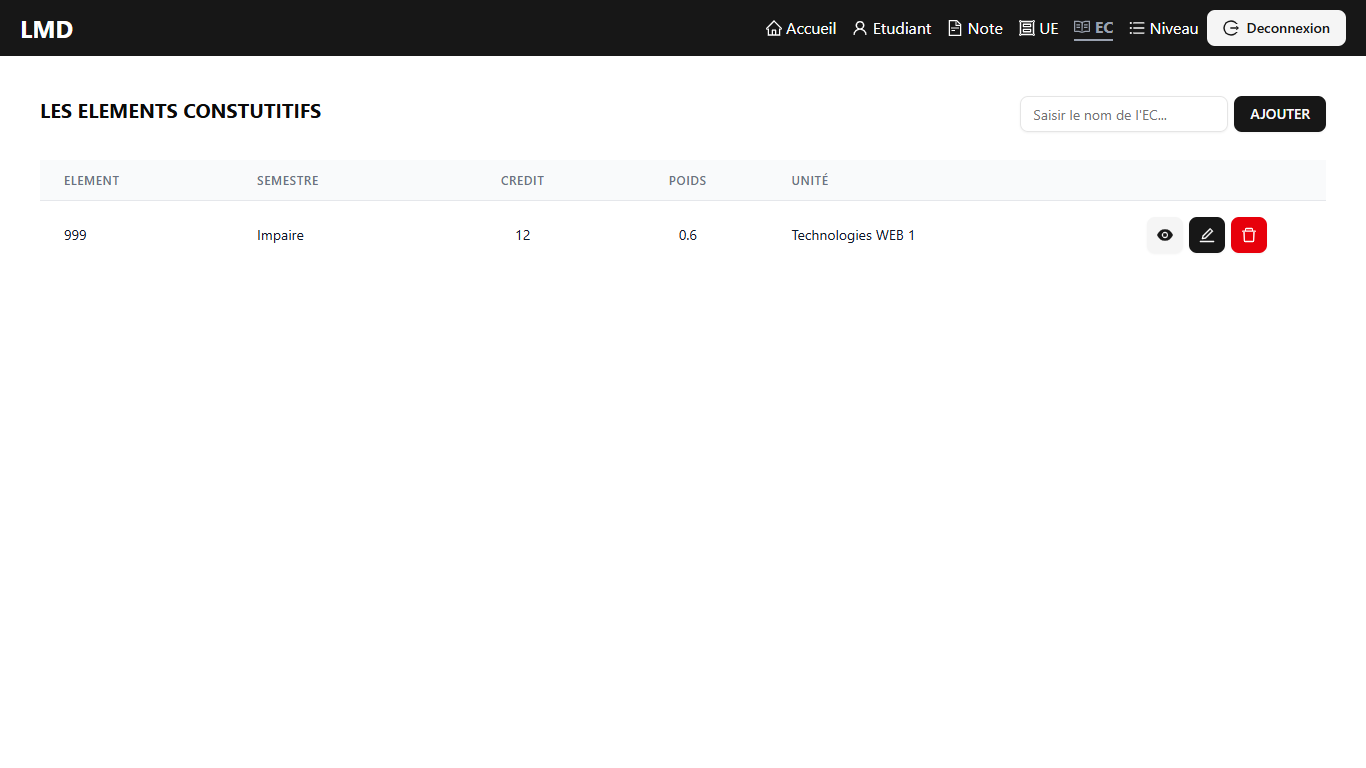 LMD Accueil Etudiant Note UE EC Niveau Deconnexion
LES ELEMENTS CONSTUTITIFS Saisir le nom de l'EC... AJOUTER
ELEMENT SEMESTRE CREDIT POIDS UNITÉ
999 Impaire 12 0.6 Technologies WEB 1